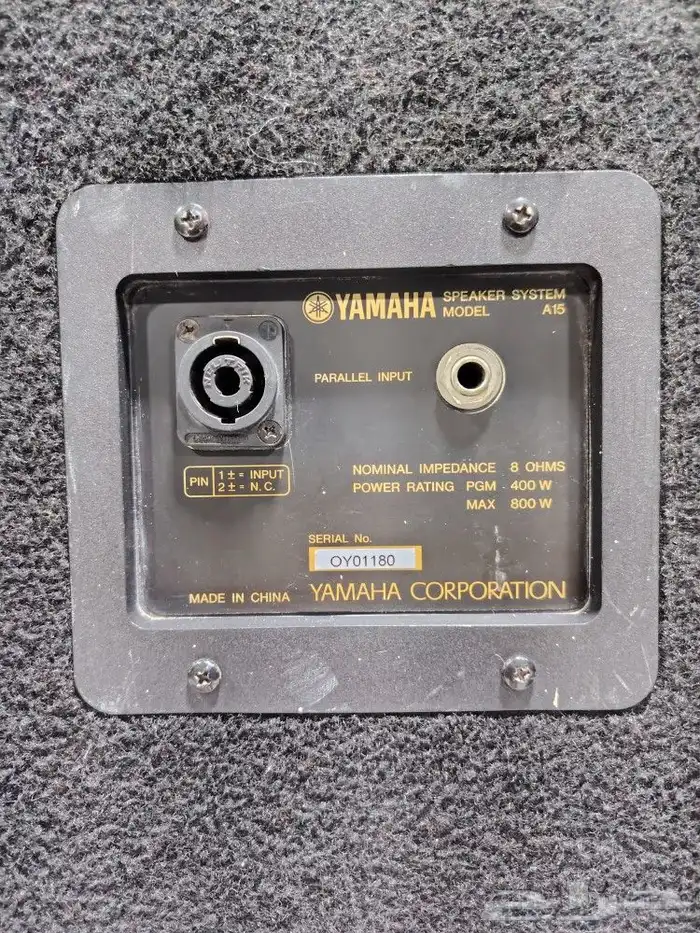 YAMAHA SPEAKER SYSTEM
MODEL A15
PARALLEL INPUT
PIN 1 ± = INPUT
2 ± = N.C.
NOMINAL IMPEDANCE 8 OHMS
POWER RATING PGM 400 W
MAX 800 W
SERIAL No.
OY01180
MADE IN CHINA YAMAHA CORPORATION